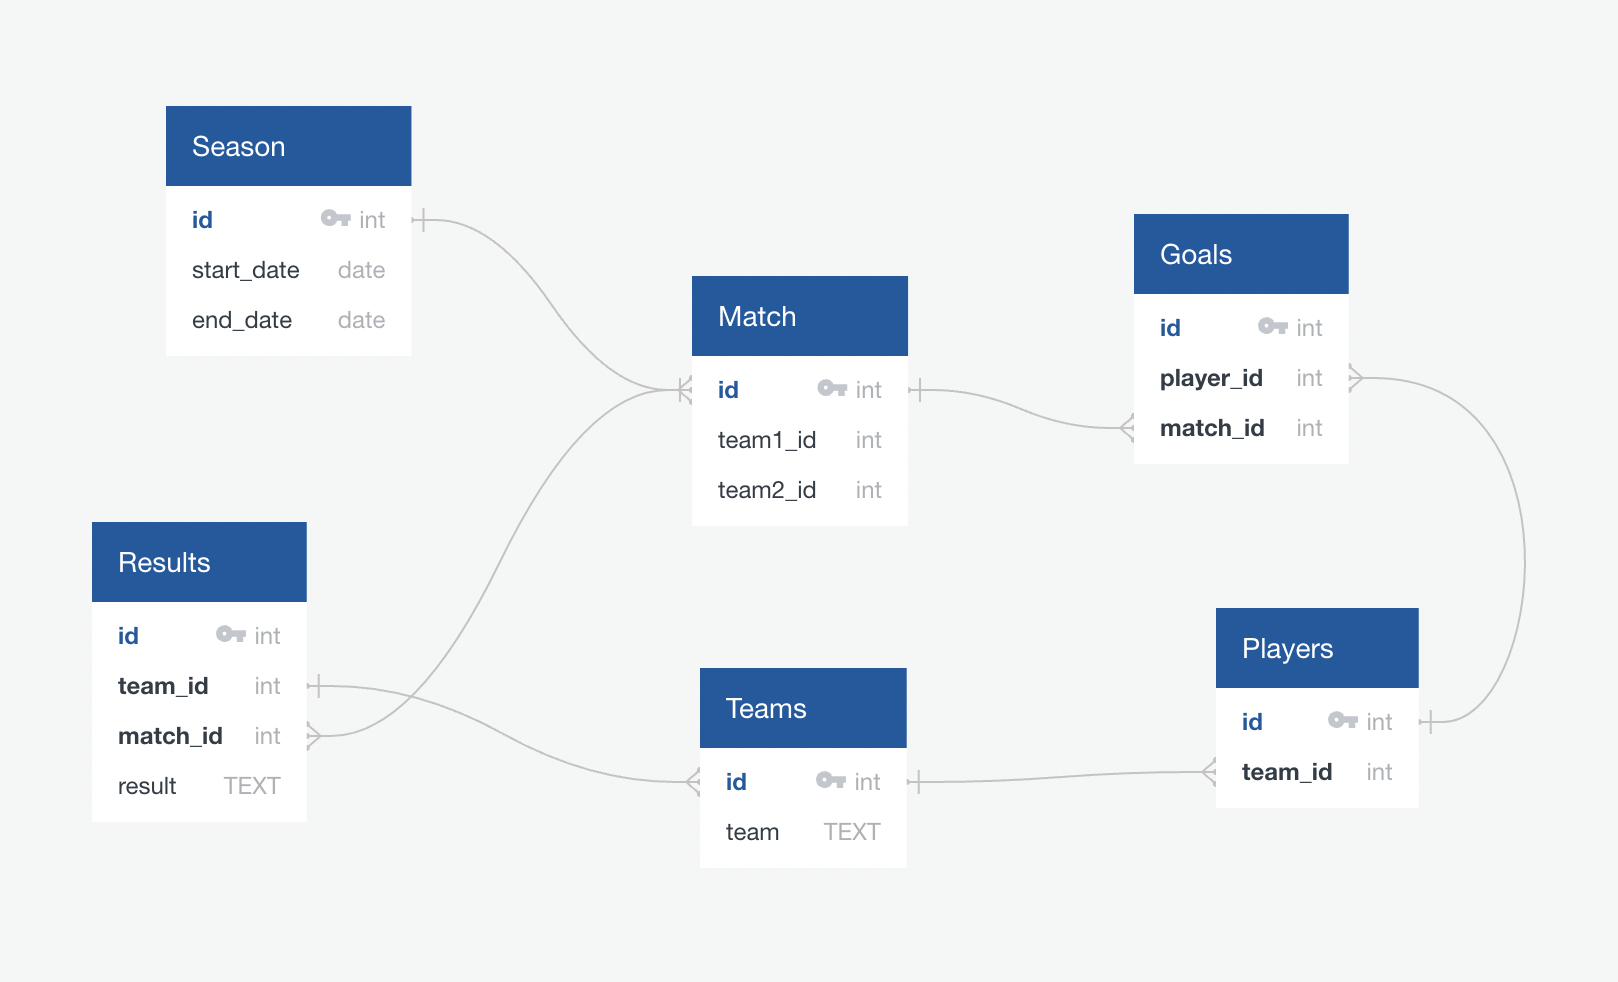 Season
id int
start_date date
end_date date
Match
id int
team1_id int
team2_id int
Goals
id int
player_id int
match_id int
Results
id int
team_id int
match_id int
result TEXT
Teams
id int
team TEXT
Players
id int
team_id int